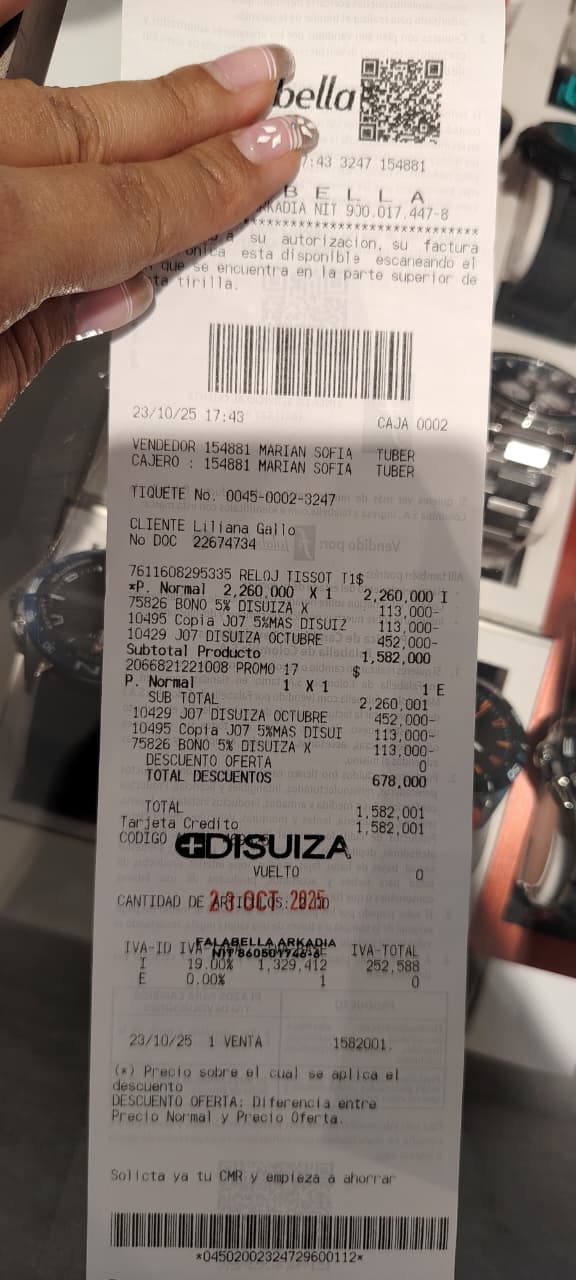 bella
7:43 3247 154881
B E L L A
ARKADIA NIT 900.017.447-8
****************************
a su autorizacion, su factura
esta disponible escaneando el
que se encuentra en la parte superior de
tirilla.
23/10/25 17:43 CAJA 0002
VENDEDOR 154881 MARIAN SOFIA TUBER
CAJERO : 154881 MARIAN SOFIA TUBER
TIQUETE No. 0045-0002-3247
CLIENTE Liliana Gallo
No DOC 22674734
7611608295335 RELOJ TISSOT T1$
*P. Normal 2,260,000 X 1 2,260,000 I
75826 BONO 5% DISUIZA X 113,000-
10495 Copia J07 5%MAS DISUIZ 113,000-
10429 J07 DISUIZA OCTUBRE 452,000-
Subtotal Producto 1,582,000
2066821221008 PROMO 17 $
P. Normal 1 X 1 1 E
SUB TOTAL 2,260,001
10429 J07 DISUIZA OCTUBRE 452,000-
10495 Copia J07 5%MAS DISUI 113,000-
75826 BONO 5% DISUIZA X 113,000-
DESCUENTO OFERTA 0
TOTAL DESCUENTOS 678,000
TOTAL 1,582,001
Tarjeta Credito 1,582,001
CODIGO
DISUIZA
VUELTO 0
CANTIDAD DE ARTICULOS:
23 OCT 2025
FALABELLA ARKADIA
NIT 860501746-6
IVA-ID IVA IVA-TOTAL
I 19.00% 1,329,412 252,588
E 0.00% 1 0
23/10/25 1 VENTA 1582001.
(*) Precio sobre el cual se aplica el
descuento
DESCUENTO OFERTA: Diferencia entre
Precio Normal y Precio Oferta.
Solicta ya tu CMR y empieza a ahorrar
*04502002324729600112*